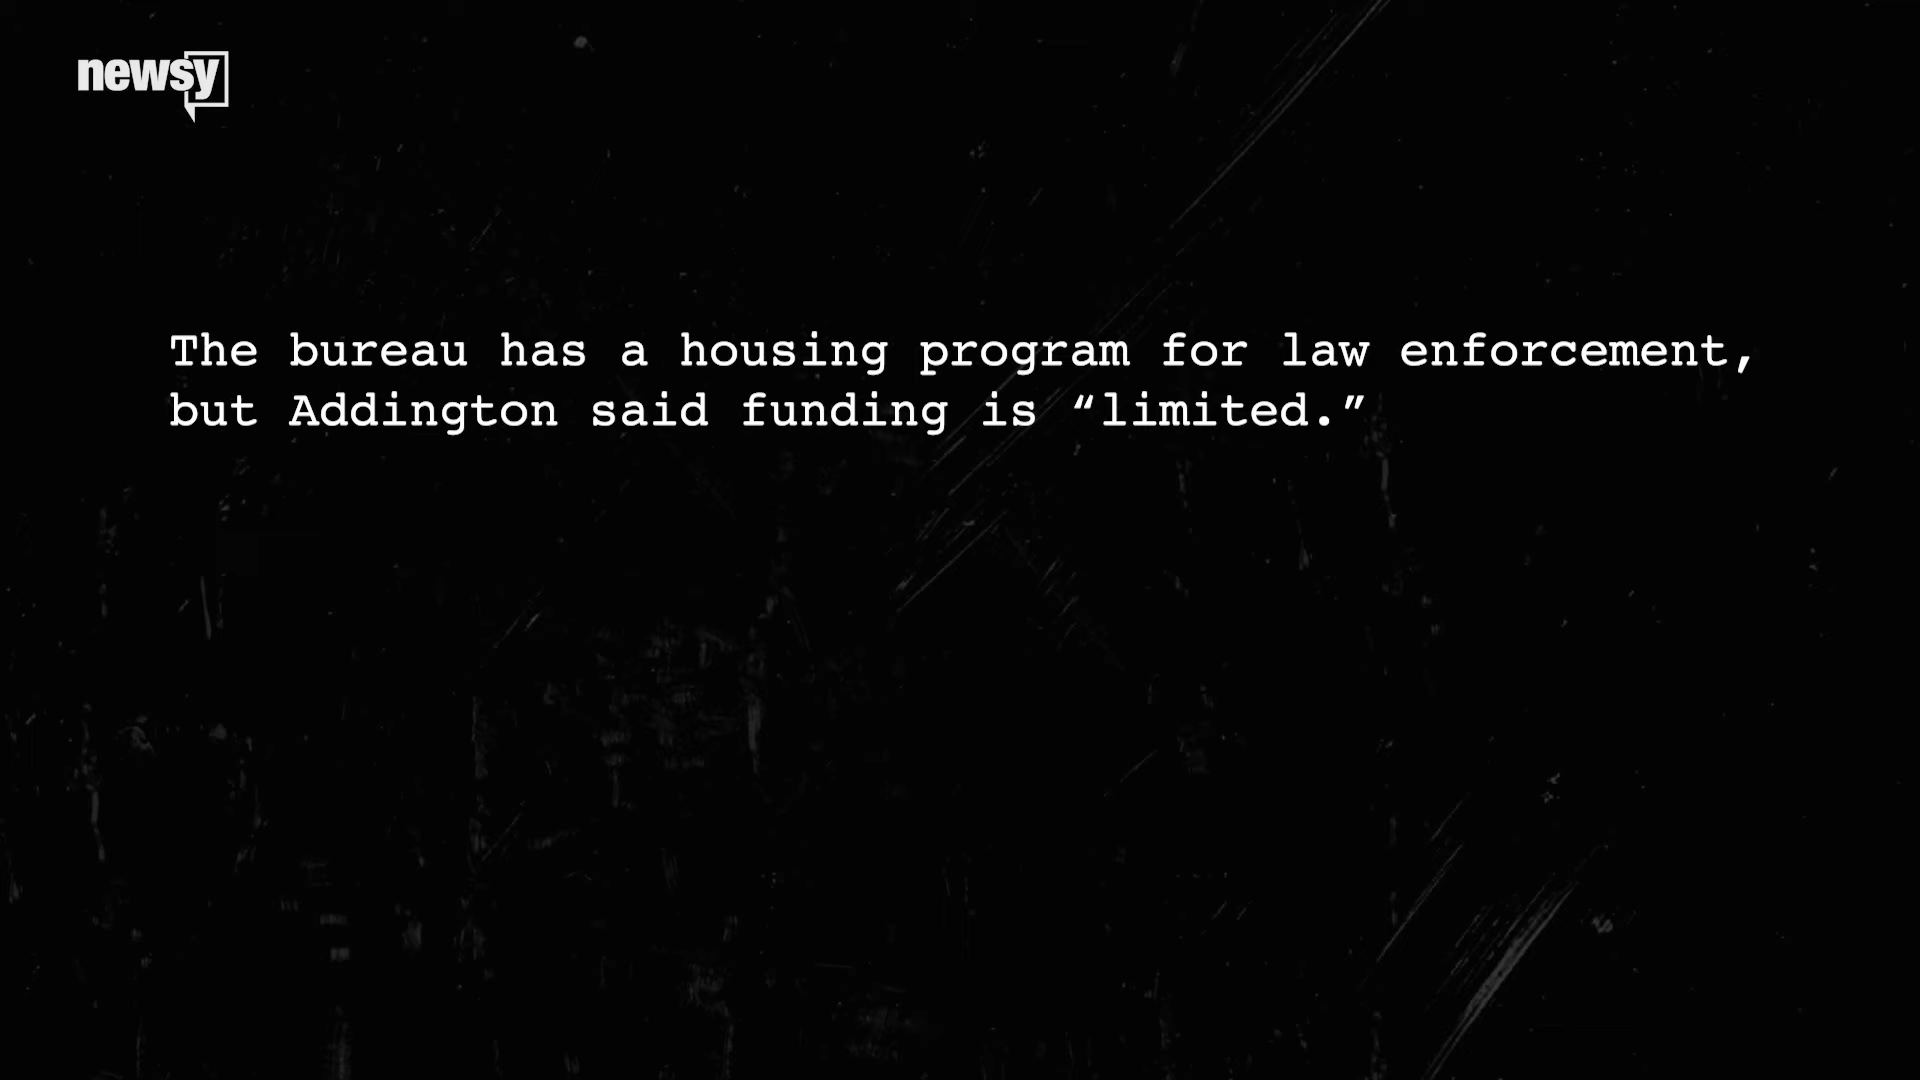 newsy
The bureau has a housing program for law enforcement,
but Addington said funding is “limited.”